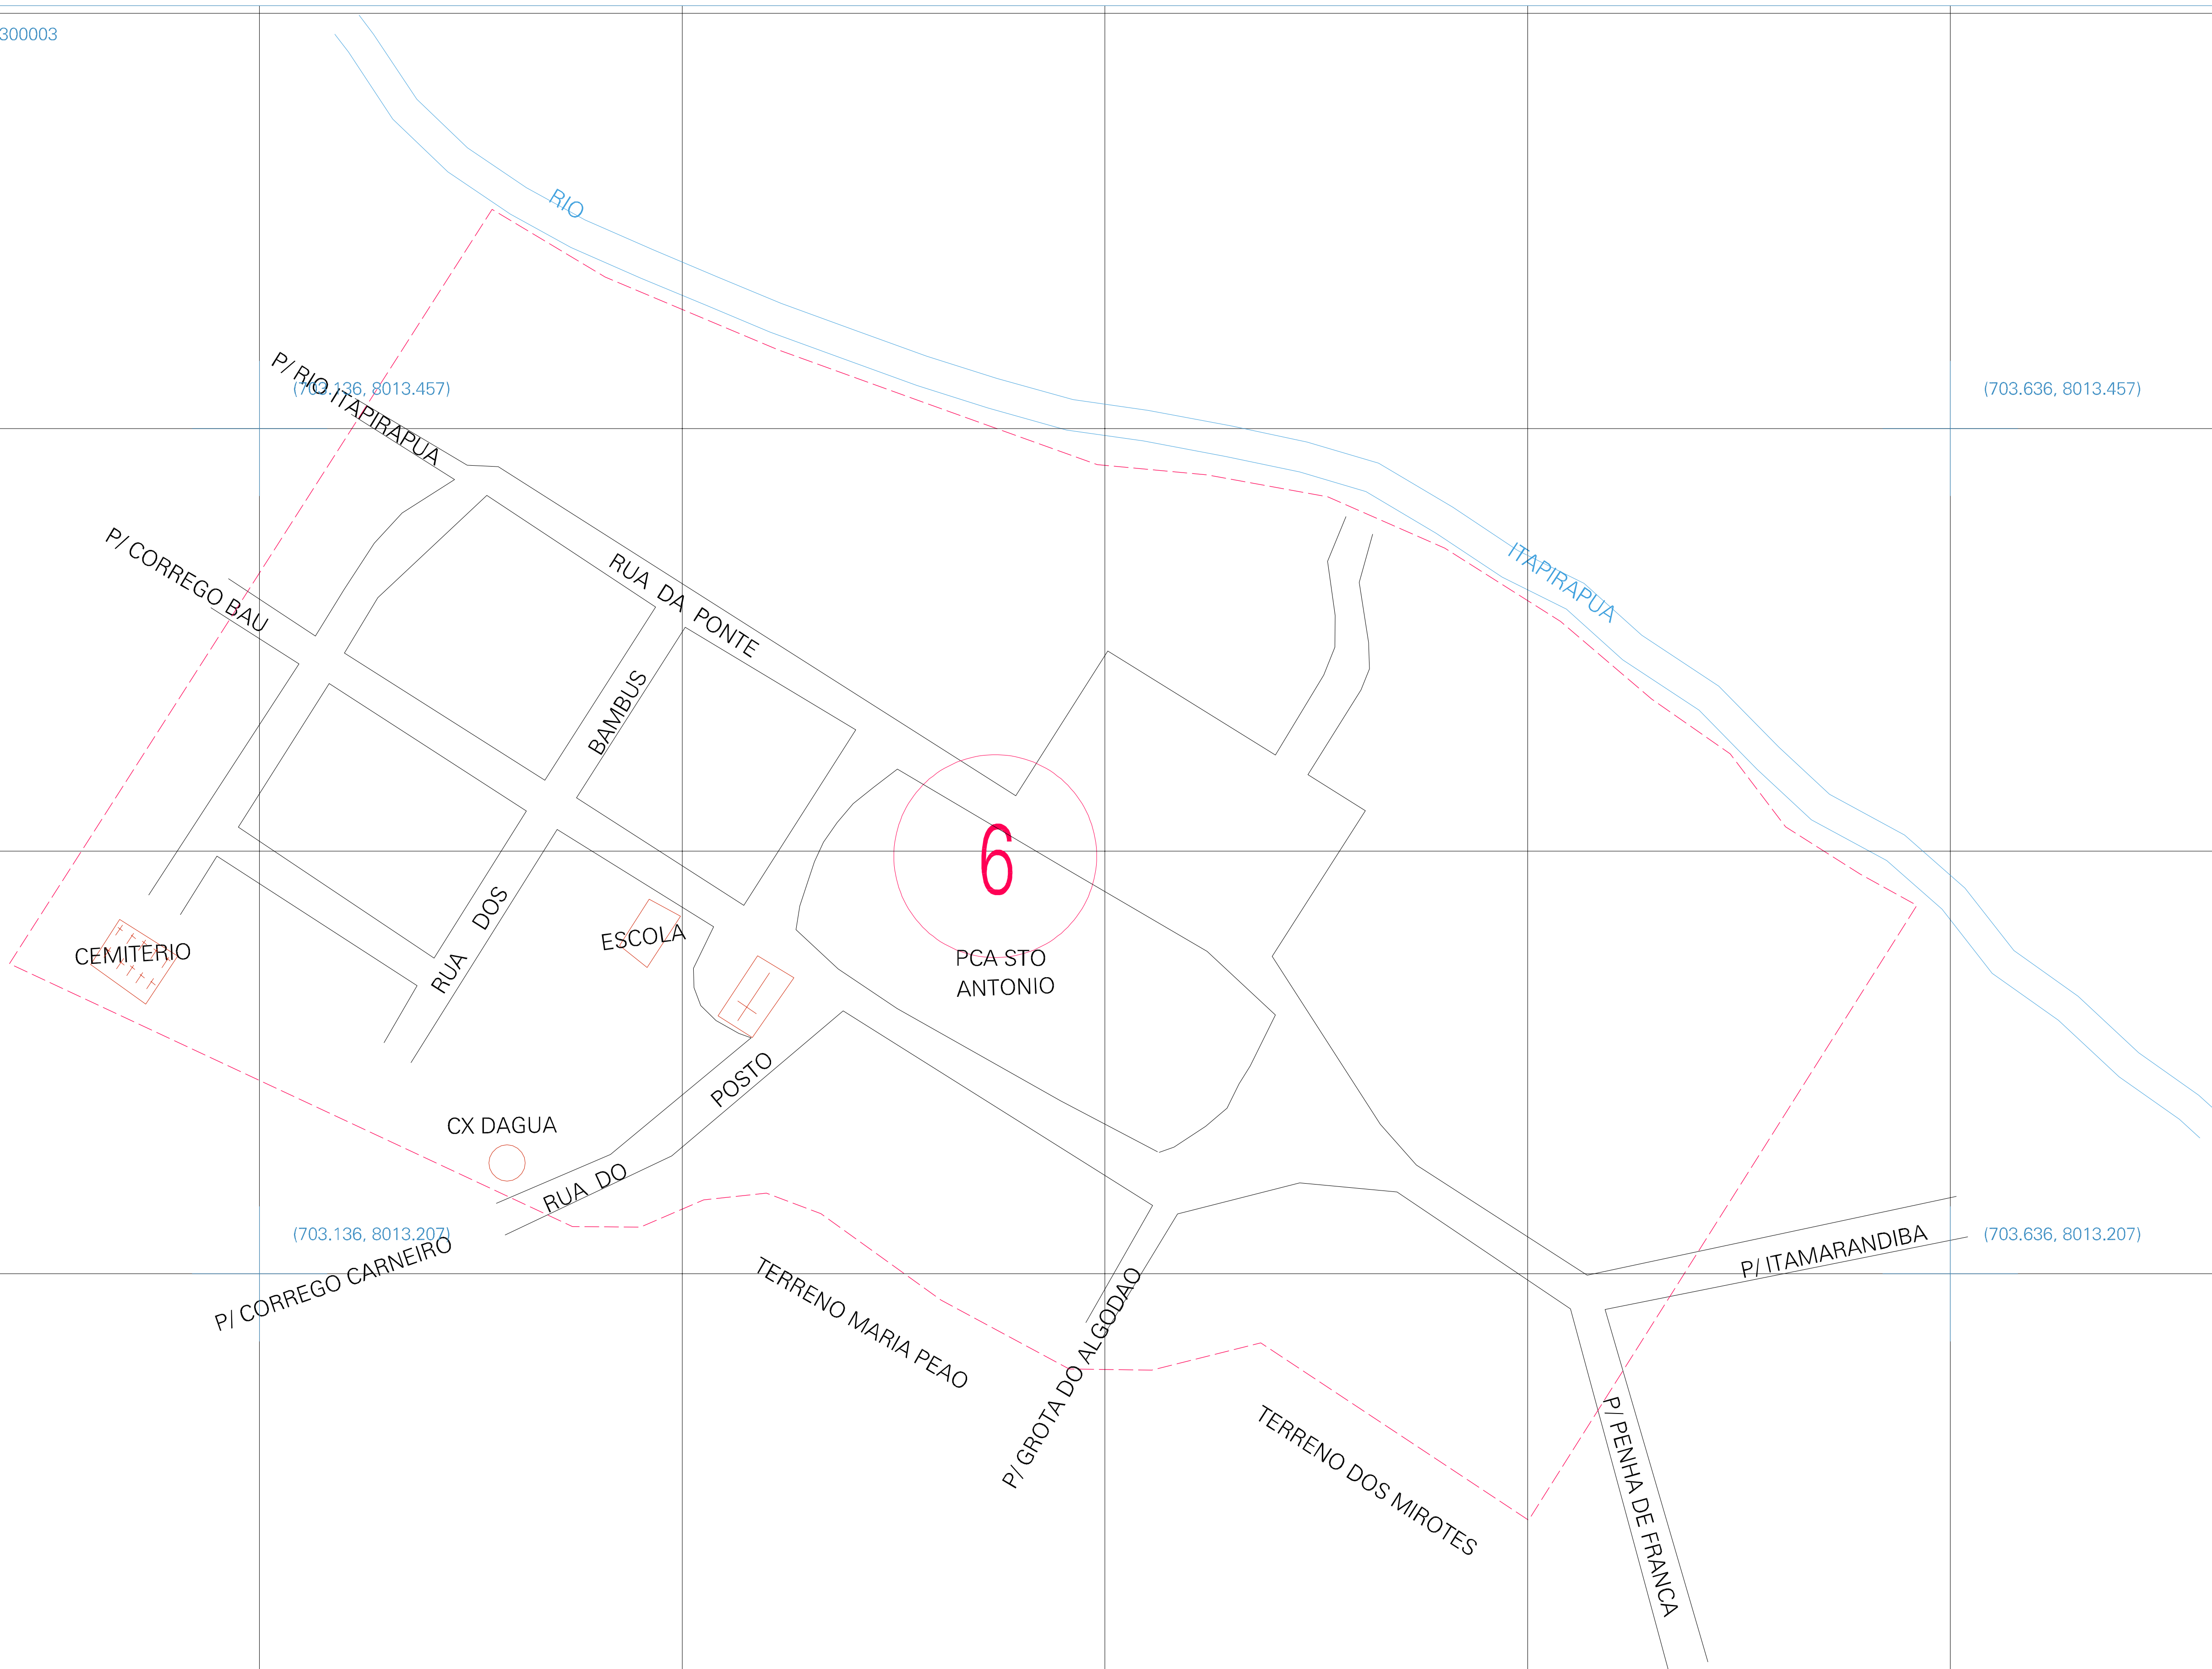 300003
RIO
P/ RIO ITAPIRAPUA
(703.136, 8013.457)
(703.636, 8013.457)
P/ CORREGO BAU
RUA DA PONTE
ITAPIRAPUA
BAMBUS
6
RUA DOS
ESCOLA
CEMITERIO
PCA STO
ANTONIO
POSTO
CX DAGUA
RUA DO
(703.136, 8013.207)
(703.636, 8013.207)
P/ CORREGO CARNEIRO
P/ ITAMARANDIBA
TERRENO MARIA PEAO
P/ GROTA DO ALGODAO
TERRENO DOS MIROTES
P/ PENHA DE FRANCA